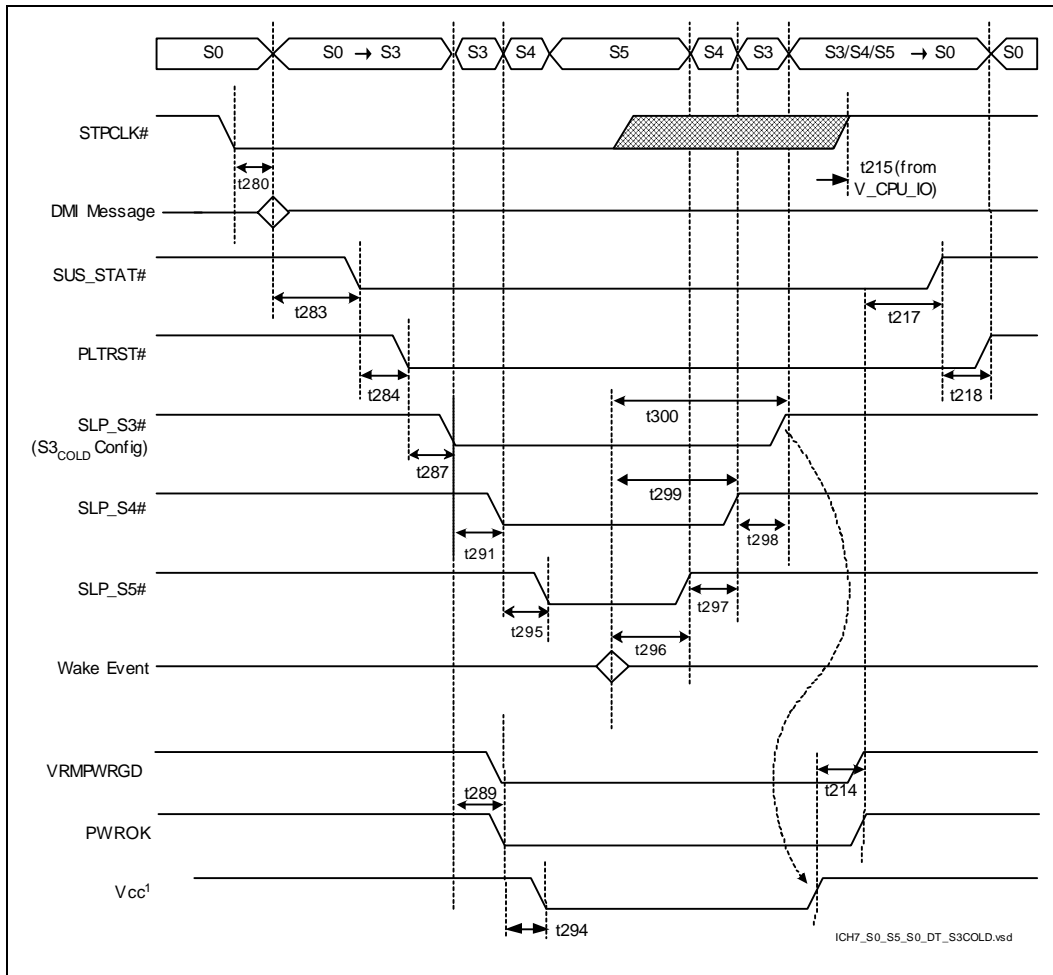 S0 S0 → S3 S3 S4 S5 S4 S3 S3/S4/S5 → S0 S0
STPCLK#
t280
t215(from
V_CPU_IO)
DMI Message
SUS_STAT#
t283
t217
PLTRST#
t284
t218
SLP_S3#
(S3COLD Config)
t300
t287
SLP_S4#
t299
t291
t298
SLP_S5#
t295
t297
t296
Wake Event
VRMPWRGD
t289
t214
PWROK
Vcc¹
t294
ICH7_S0_S5_S0_DT_S3COLD.vsd